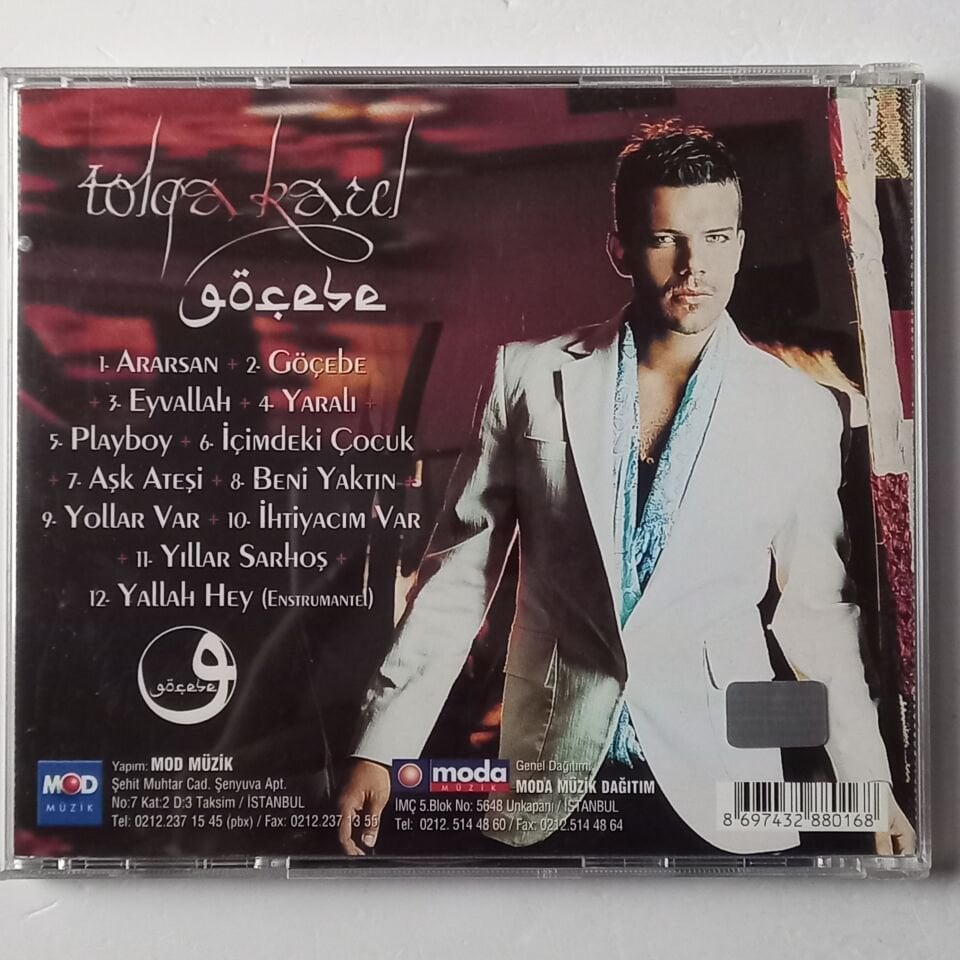 tolga karel
göçebe
1- Ararsan + 2- Göçebe
+ 3- Eyvallah + 4- Yaralı +
5- Playboy + 6- İçimdeki Çocuk
+ 7- Aşk Ateşi + 8- Beni Yaktın +
9- Yollar Var + 10- İhtiyacım Var
+ 11- Yıllar Sarhoş +
12- Yallah Hey (Enstrumantel)
göçebe
MOD
MÜZİK
Yapım: MOD MÜZİK
Şehit Muhtar Cad. Şenyuva Apt.
No:7 Kat:2 D:3 Taksim / İSTANBUL
Tel: 0212.237 15 45 (pbx) / Fax: 0212.237 13 56
moda
MÜZİK
Genel Dağıtım:
MODA MÜZİK DAĞITIM
İMÇ 5.Blok No: 5648 Unkapanı / İSTANBUL
Tel: 0212. 514 48 60 / Fax: 0212.514 48 64
8 697432 880168